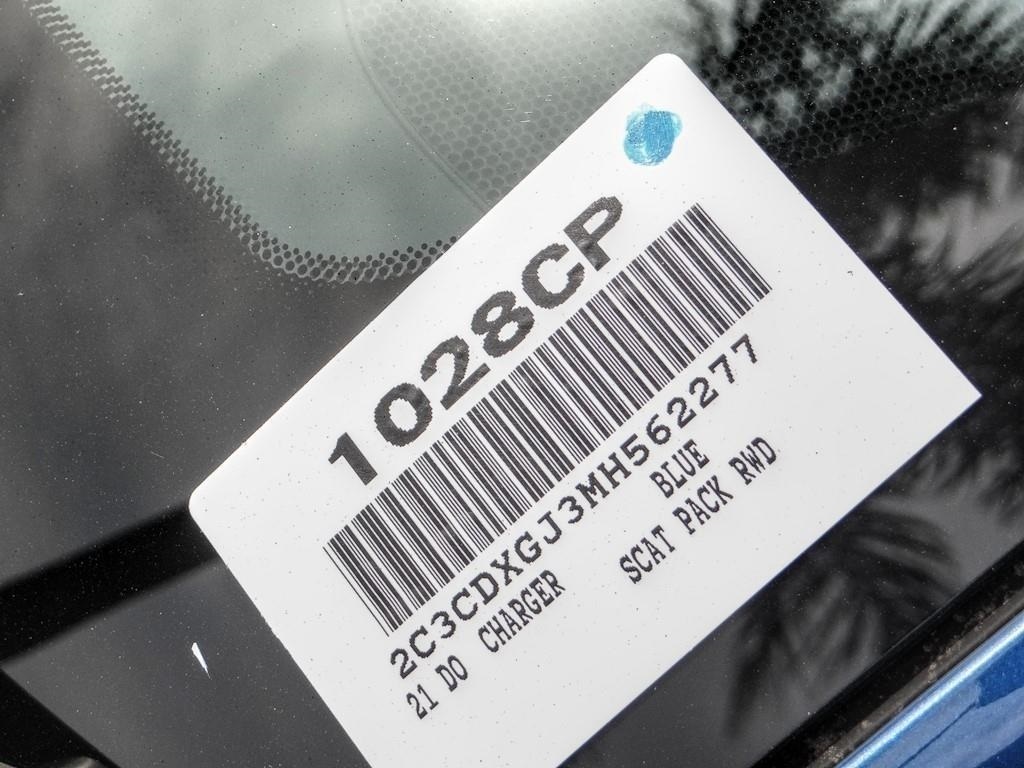 1028CP
2C3CDXGJ3MH562277
21 DO CHARGER BLUE
SCAT PACK RWD